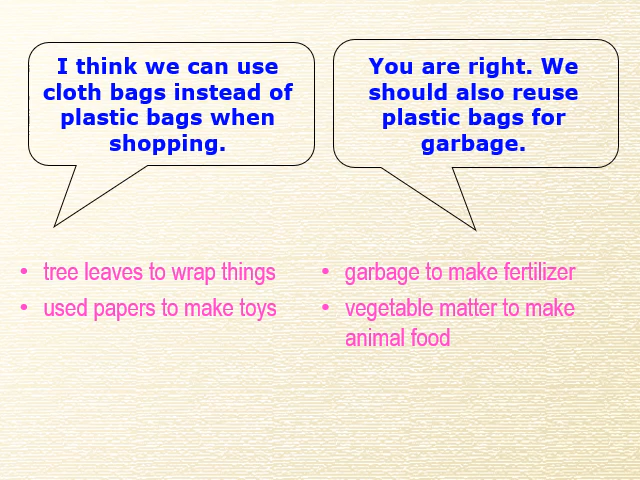 I think we can use
cloth bags instead of
plastic bags when
shopping.
You are right. We
should also reuse
plastic bags for
garbage.
• tree leaves to wrap things
• used papers to make toys
• garbage to make fertilizer
• vegetable matter to make
animal food